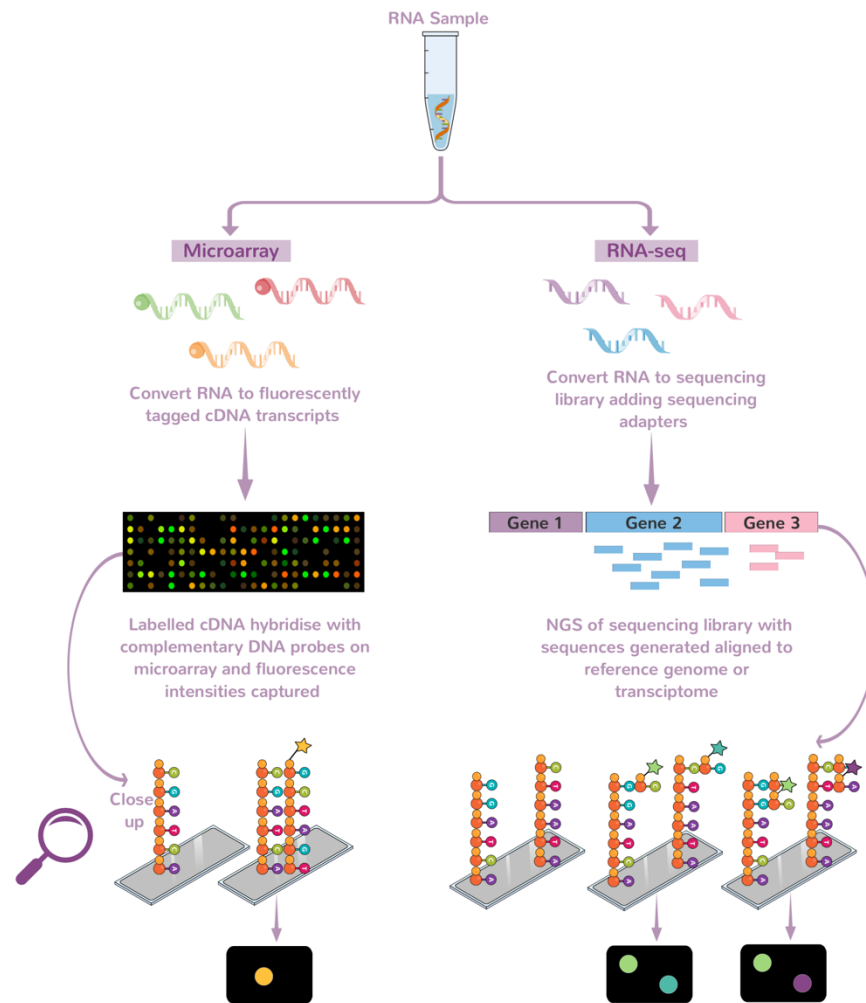 RNA Sample
Microarray
RNA-seq
Convert RNA to fluorescently
tagged cDNA transcripts
Convert RNA to sequencing
library adding sequencing
adapters
Gene 1
Gene 2
Gene 3
Labelled cDNA hybridise with
complementary DNA probes on
microarray and fluorescence
intensities captured
NGS of sequencing library with
sequences generated aligned to
reference genome or
transciptome
Close
up